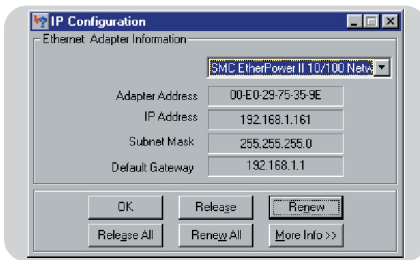 IP Configuration
Ethernet Adapter Information
SMC EtherPower II 10/100 Netw
Adapter Address 00-E0-29-75-35-9E
IP Address 192.168.1.161
Subnet Mask 255.255.255.0
Default Gateway 192.168.1.1
OK Release Renew
Release All Renew All More Info >>